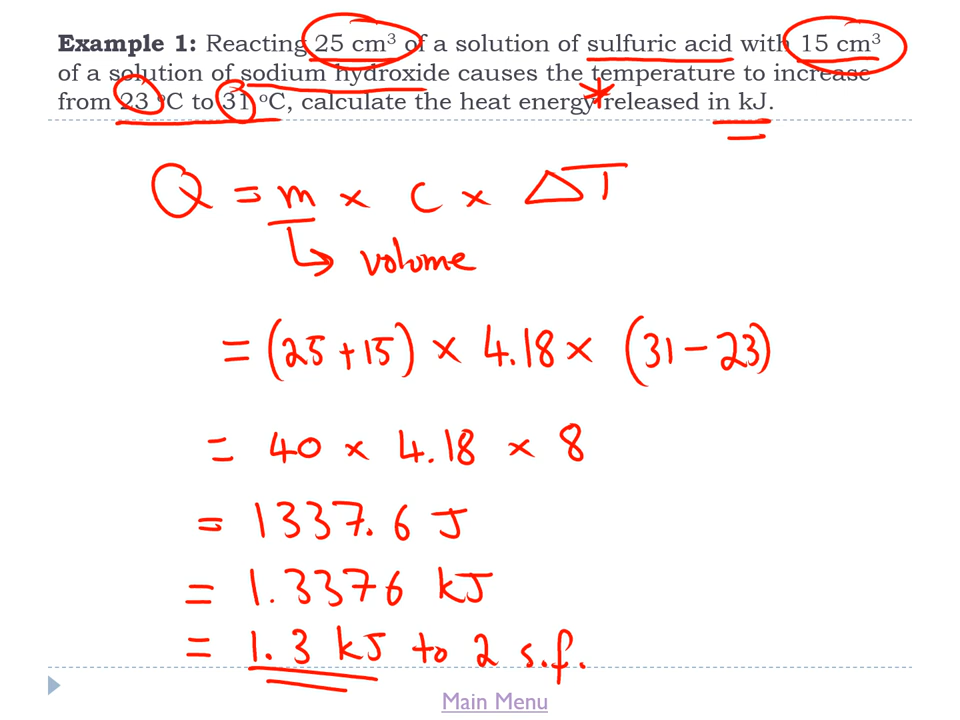 Example 1: Reacting 25 cm³ of a solution of sulfuric acid with 15 cm³
of a solution of sodium hydroxide causes the temperature to increase
from 23 ºC to 31 ºC, calculate the heat energy released in kJ.
Q = m × C × ΔT
↳ volume
= (25 + 15) × 4.18 × (31 - 23)
= 40 × 4.18 × 8
= 1337.6 J
= 1.3376 kJ
= 1.3 kJ to 2 s.f.
Main Menu